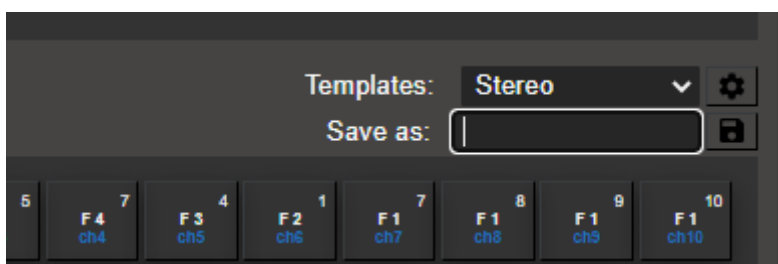 Templates: Stereo
Save as:
5 7 4 1 7 8 9 10
F 4 F 3 F 2 F 1 F 1 F 1 F 1
ch4 ch5 ch6 ch7 ch8 ch9 ch10